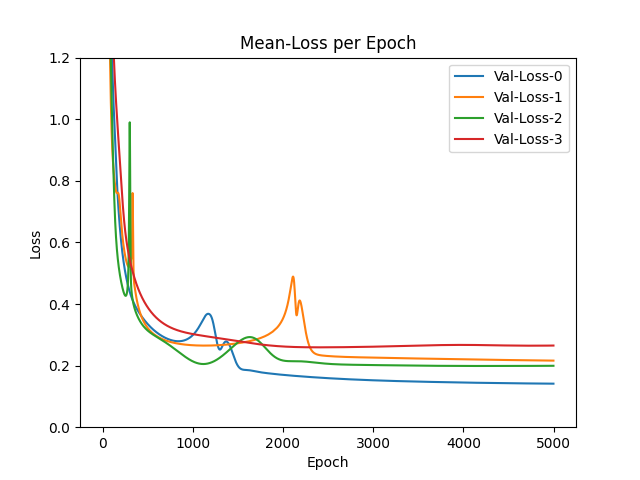 Mean-Loss per Epoch
Val-Loss-0
Val-Loss-1
Val-Loss-2
Val-Loss-3
1.2
1.0
0.8
0.6
0.4
0.2
0.0
Loss
0 1000 2000 3000 4000 5000
Epoch